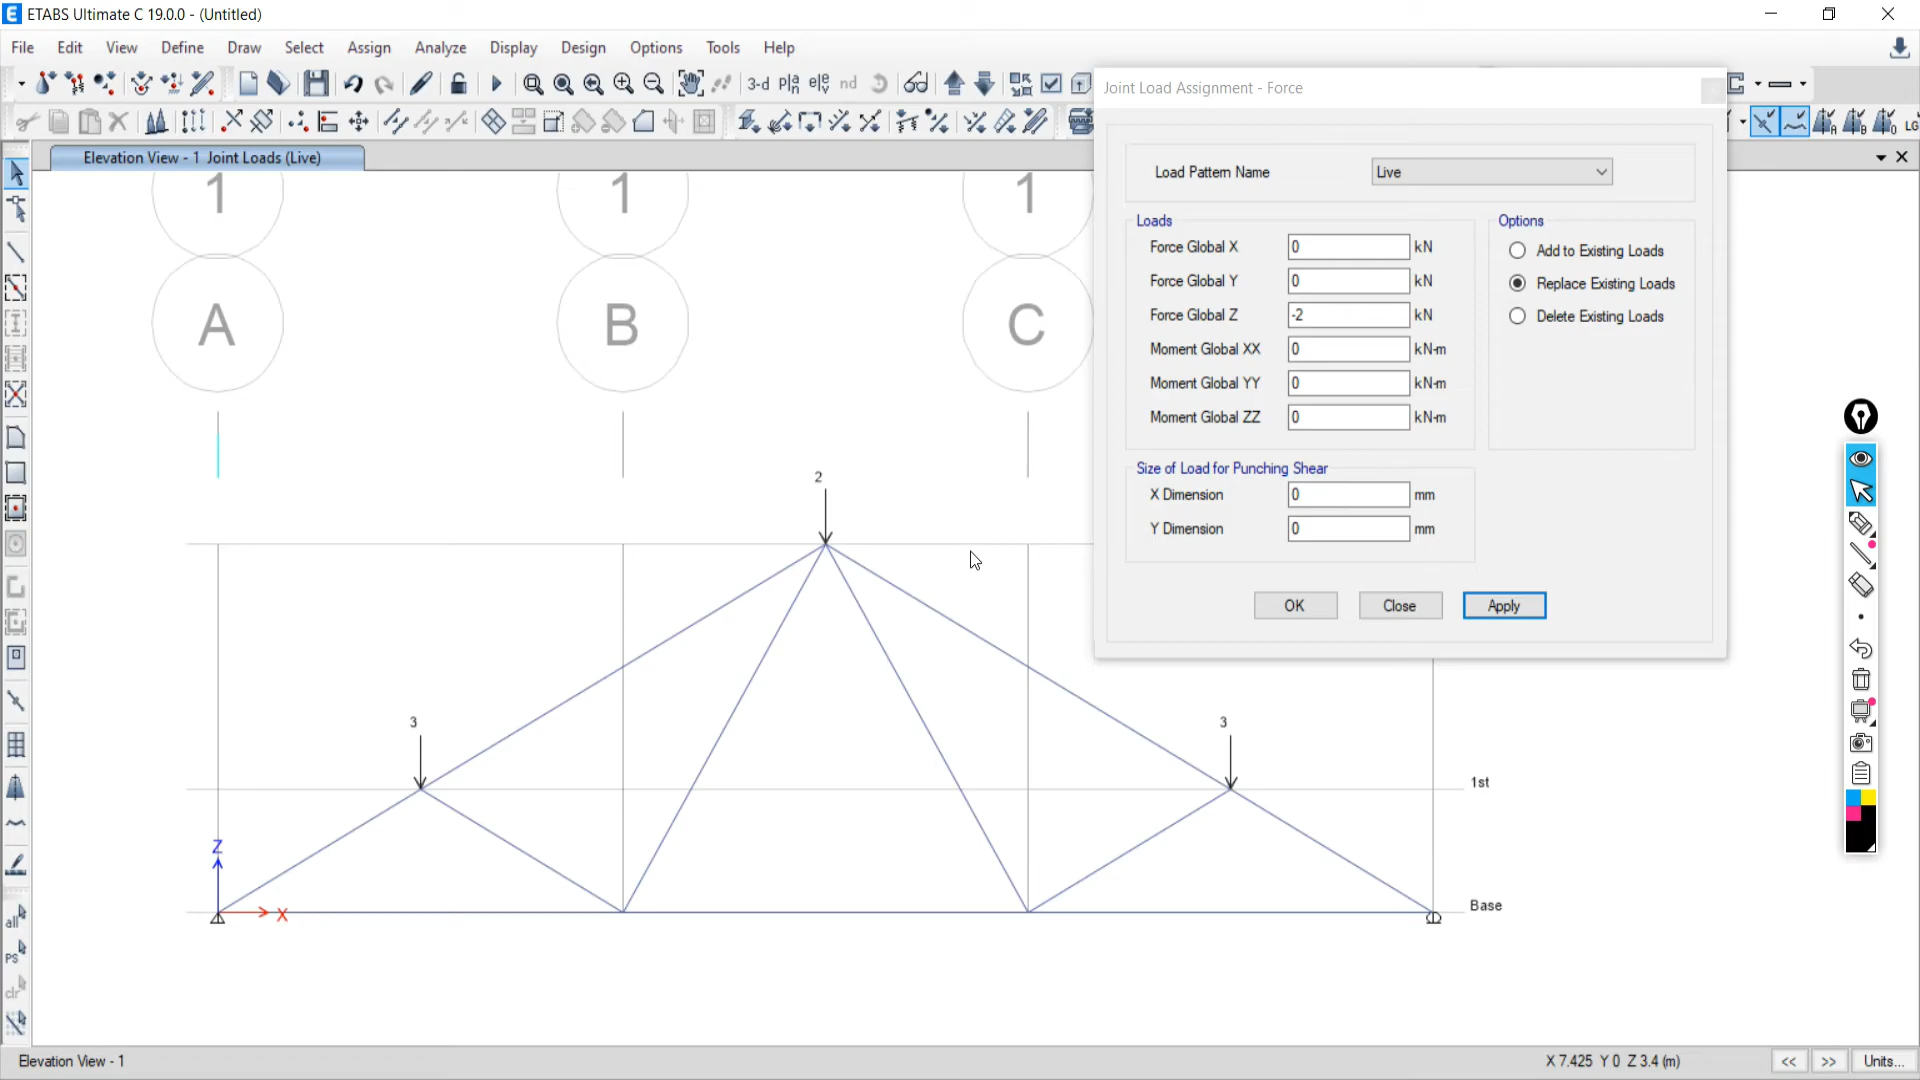 ETABS Ultimate C 19.0.0 - (Untitled)
File Edit View Define Draw Select Assign Analyze Display Design Options Tools Help
3-d
nd
Elevation View - 1 Joint Loads (Live)
Joint Load Assignment - Force
Load Pattern Name Live
Loads
Force Global X 0 kN
Force Global Y 0 kN
Force Global Z -2 kN
Moment Global XX 0 kN-m
Moment Global YY 0 kN-m
Moment Global ZZ 0 kN-m
Options
Add to Existing Loads
Replace Existing Loads
Delete Existing Loads
Size of Load for Punching Shear
X Dimension 0 mm
Y Dimension 0 mm
OK Close Apply
1 1 1
A B C
2
3 3
1st
Z
X
Base
all
PS
clr
Elevation View - 1
X 7.425 Y 0 Z 3.4 (m)
<< >> Units...